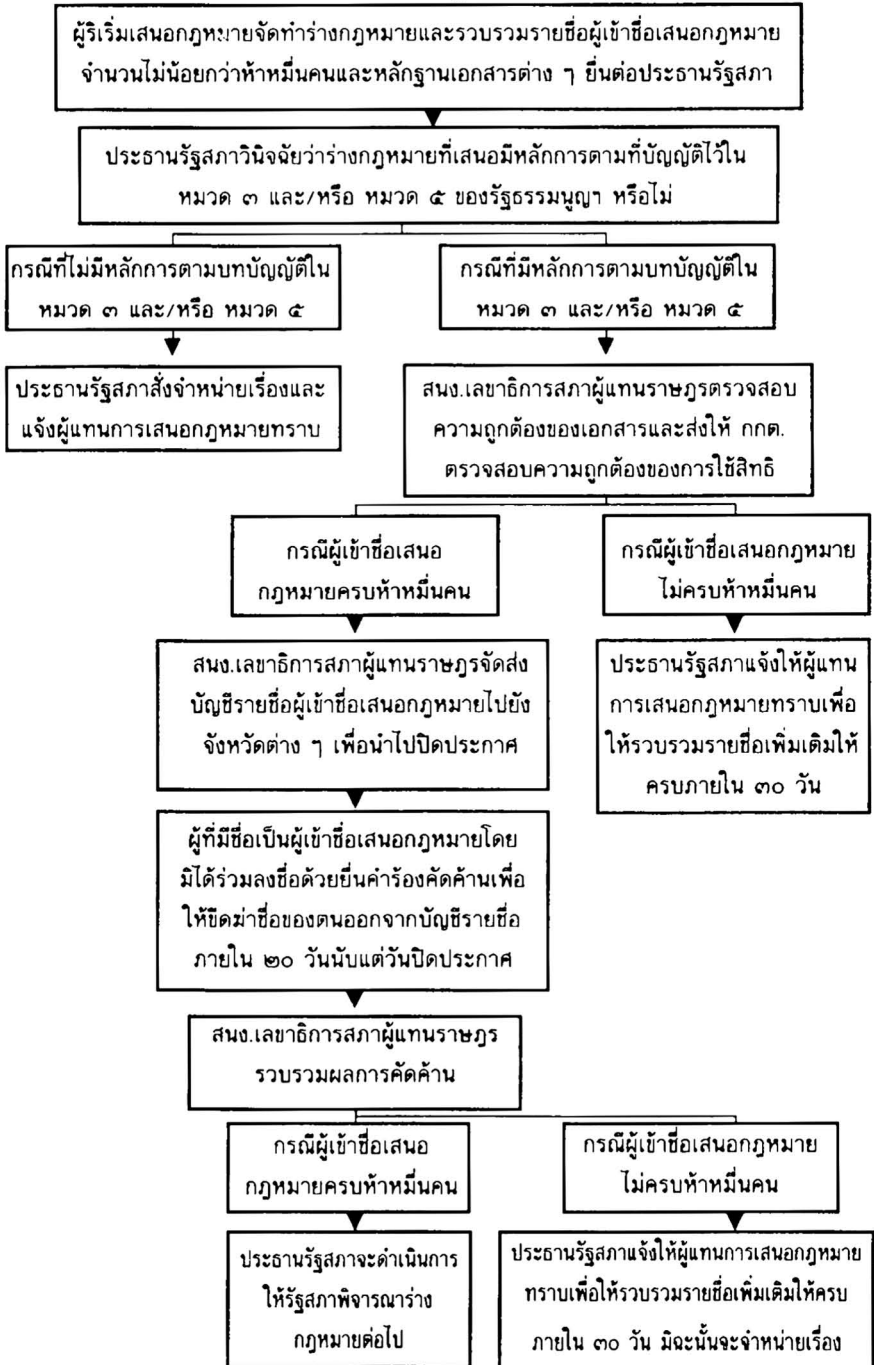 ผู้ริเริ่มเสนอกฎหมายจัดทำร่างกฎหมายและรวบรวมรายชื่อผู้เข้าชื่อเสนอกฎหมาย
จำนวนไม่น้อยกว่าห้าหมื่นคนและหลักฐานเอกสารต่าง ๆ ยื่นต่อประธานรัฐสภา
ประธานรัฐสภาวินิจฉัยว่าร่างกฎหมายที่เสนอมีหลักการตามที่บัญญัติไว้ใน
หมวด ๓ และ/หรือ หมวด ๕ ของรัฐธรรมนูญฯ หรือไม่
กรณีที่ไม่มีหลักการตามบทบัญญัติใน
หมวด ๓ และ/หรือ หมวด ๕
กรณีที่มีหลักการตามบทบัญญัติใน
หมวด ๓ และ/หรือ หมวด ๕
ประธานรัฐสภาสั่งจำหน่ายเรื่องและ
แจ้งผู้แทนการเสนอกฎหมายทราบ
สนง.เลขาธิการสภาผู้แทนราษฎรตรวจสอบ
ความถูกต้องของเอกสารและส่งให้ กกต.
ตรวจสอบความถูกต้องของการใช้สิทธิ
กรณีผู้เข้าชื่อเสนอ
กฎหมายครบห้าหมื่นคน
กรณีผู้เข้าชื่อเสนอกฎหมาย
ไม่ครบห้าหมื่นคน
สนง.เลขาธิการสภาผู้แทนราษฎรจัดส่ง
บัญชีรายชื่อผู้เข้าชื่อเสนอกฎหมายไปยัง
จังหวัดต่าง ๆ เพื่อนำไปปิดประกาศ
ประธานรัฐสภาแจ้งให้ผู้แทน
การเสนอกฎหมายทราบเพื่อ
ให้รวบรวมรายชื่อเพิ่มเติมให้
ครบภายใน ๓๐ วัน
ผู้ที่มีชื่อเป็นผู้เข้าชื่อเสนอกฎหมายโดย
มิได้ร่วมลงชื่อด้วยยื่นคำร้องคัดค้านเพื่อ
ให้ขีดฆ่าชื่อของตนออกจากบัญชีรายชื่อ
ภายใน ๒๐ วันนับแต่วันปิดประกาศ
สนง.เลขาธิการสภาผู้แทนราษฎร
รวบรวมผลการคัดค้าน
กรณีผู้เข้าชื่อเสนอ
กฎหมายครบห้าหมื่นคน
กรณีผู้เข้าชื่อเสนอกฎหมาย
ไม่ครบห้าหมื่นคน
ประธานรัฐสภาจะดำเนินการ
ให้รัฐสภาพิจารณาร่าง
กฎหมายต่อไป
ประธานรัฐสภาแจ้งให้ผู้แทนการเสนอกฎหมาย
ทราบเพื่อให้รวบรวมรายชื่อเพิ่มเติมให้ครบ
ภายใน ๓๐ วัน มิฉะนั้นจะจำหน่ายเรื่อง